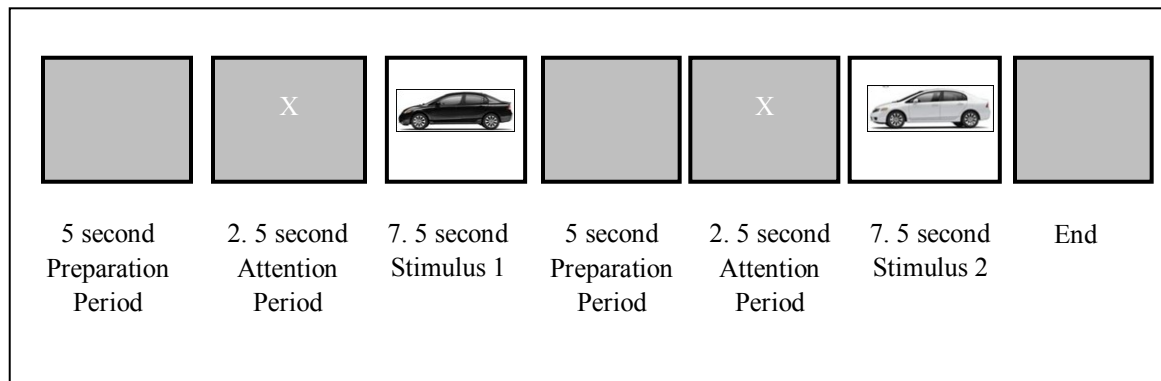 X
X
5 second
Preparation
Period
2. 5 second
Attention
Period
7. 5 second
Stimulus 1
5 second
Preparation
Period
2. 5 second
Attention
Period
7. 5 second
Stimulus 2
End